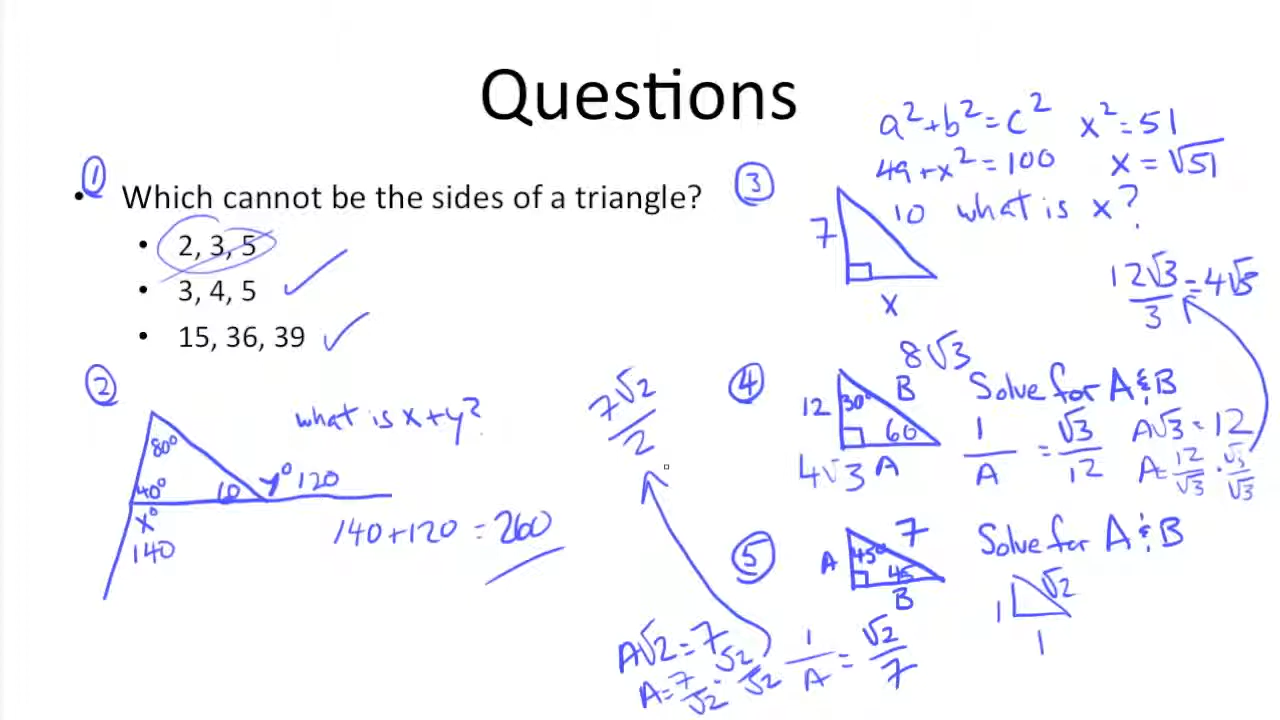 Questions
① • Which cannot be the sides of a triangle?
• 2, 3, 5
• 3, 4, 5 ✓
• 15, 36, 39 ✓
②
what is x + y?
80°
40° 60 y° 120
x°
140
140 + 120 = 260
③
a² + b² = c² x² = 51
49 + x² = 100 x = √51
7 10 what is x?
x
④
8√3
12 30° B Solve for A & B
60
4√3 A
1/A = √3/12
A√3 = 12
A = 12/√3 · √3/√3
12√3/3 = 4√3
⑤
A 45° 7 Solve for A & B
45
B
1 √2
1
1/A = √2/7
A√2 = 7
A = 7/√2 · √2/√2
7√2/2